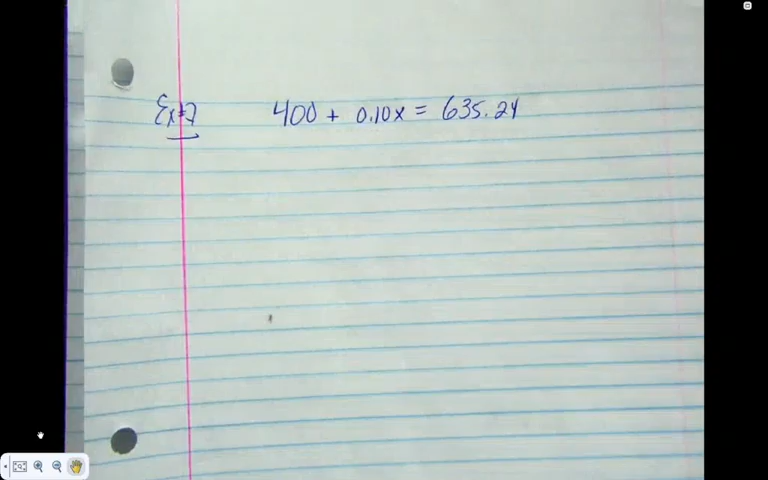 Ex 7 400 + 0.10x = 635.24